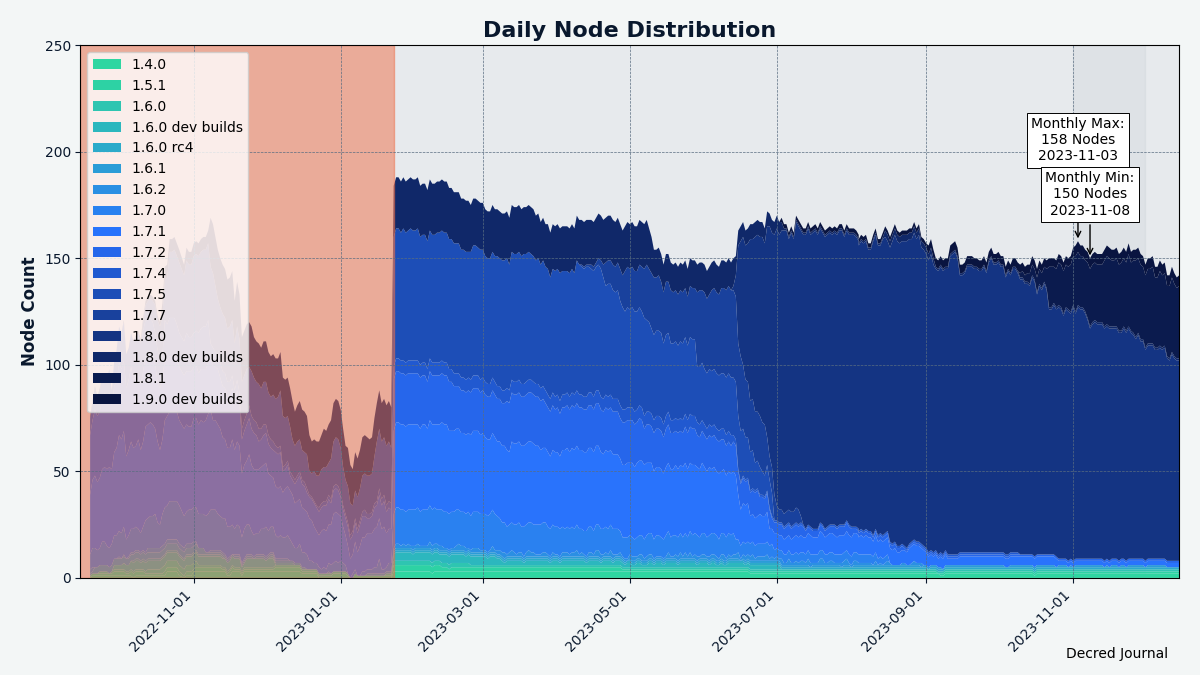 Daily Node Distribution
Node Count
250
200
150
100
50
0
1.4.0
1.5.1
1.6.0
1.6.0 dev builds
1.6.0 rc4
1.6.1
1.6.2
1.7.0
1.7.1
1.7.2
1.7.4
1.7.5
1.7.7
1.8.0
1.8.0 dev builds
1.8.1
1.9.0 dev builds
Monthly Max:
158 Nodes
2023-11-03
Monthly Min:
150 Nodes
2023-11-08
2022-11-01
2023-01-01
2023-03-01
2023-05-01
2023-07-01
2023-09-01
2023-11-01
Decred Journal